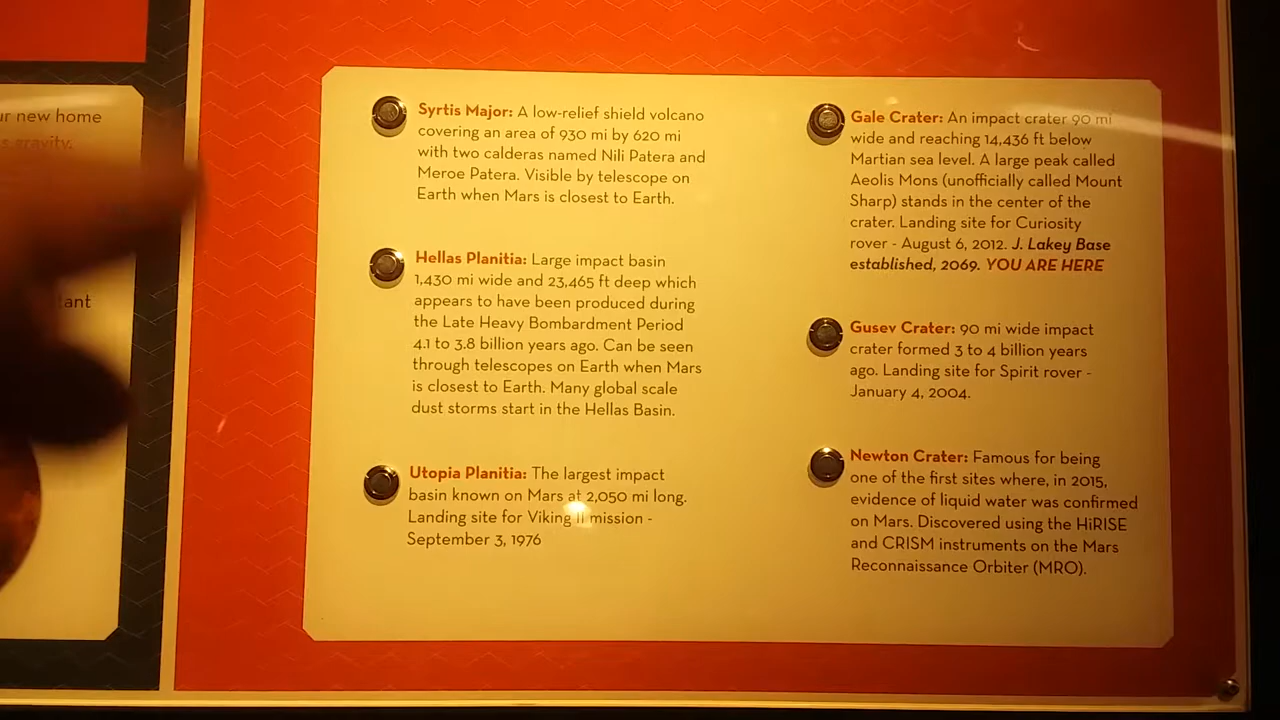 ur new home
s gravity.
tant
Syrtis Major: A low-relief shield volcano
covering an area of 930 mi by 620 mi
with two calderas named Nili Patera and
Meroe Patera. Visible by telescope on
Earth when Mars is closest to Earth.
Hellas Planitia: Large impact basin
1,430 mi wide and 23,465 ft deep which
appears to have been produced during
the Late Heavy Bombardment Period
4.1 to 3.8 billion years ago. Can be seen
through telescopes on Earth when Mars
is closest to Earth. Many global scale
dust storms start in the Hellas Basin.
Utopia Planitia: The largest impact
basin known on Mars at 2,050 mi long.
Landing site for Viking II mission -
September 3, 1976
Gale Crater: An impact crater 90 mi
wide and reaching 14,436 ft below
Martian sea level. A large peak called
Aeolis Mons (unofficially called Mount
Sharp) stands in the center of the
crater. Landing site for Curiosity
rover - August 6, 2012. J. Lakey Base
established, 2069. YOU ARE HERE
Gusev Crater: 90 mi wide impact
crater formed 3 to 4 billion years
ago. Landing site for Spirit rover -
January 4, 2004.
Newton Crater: Famous for being
one of the first sites where, in 2015,
evidence of liquid water was confirmed
on Mars. Discovered using the HiRISE
and CRISM instruments on the Mars
Reconnaissance Orbiter (MRO).